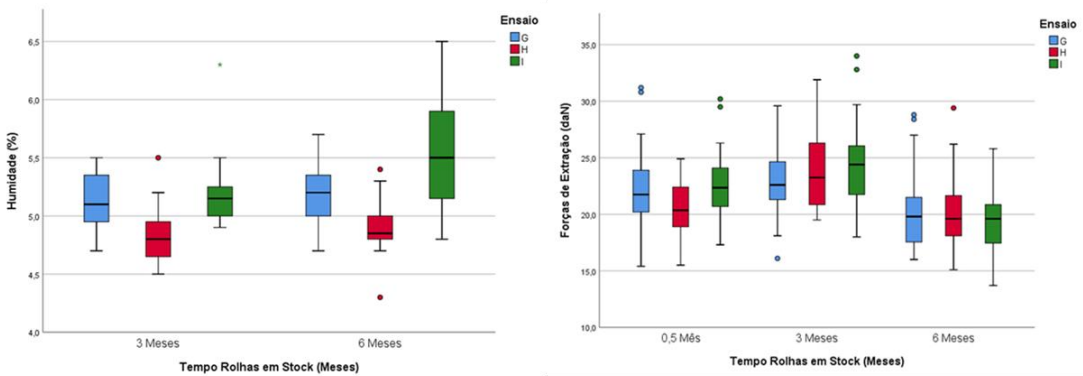 Ensaio
G
H
I
6,5
6,0
5,5
5,0
4,5
4,0
Humidade (%)
3 Meses
6 Meses
Tempo Rolhas em Stock (Meses)
Ensaio
G
H
I
35,0
30,0
25,0
20,0
15,0
10,0
Forças de Extração (daN)
0,5 Mês
3 Meses
6 Meses
Tempo Rolhas em Stock (Meses)